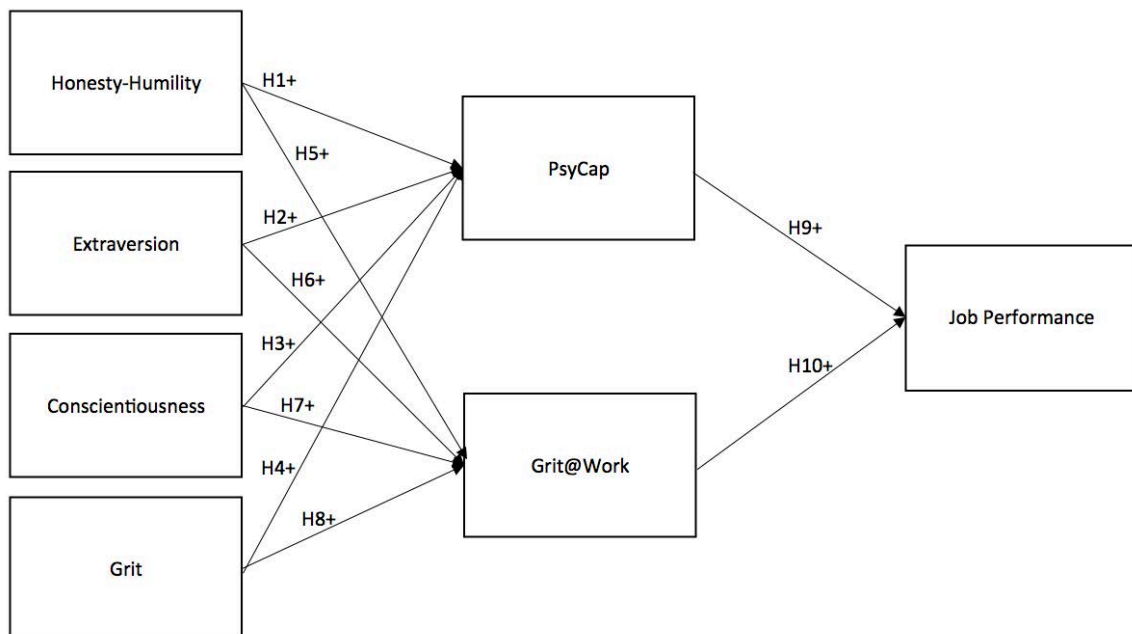 Honesty-Humility
H1+
H5+
PsyCap
Extraversion
H2+
H6+
H9+
Job Performance
Conscientiousness
H3+
H7+
H10+
Grit@Work
H4+
H8+
Grit